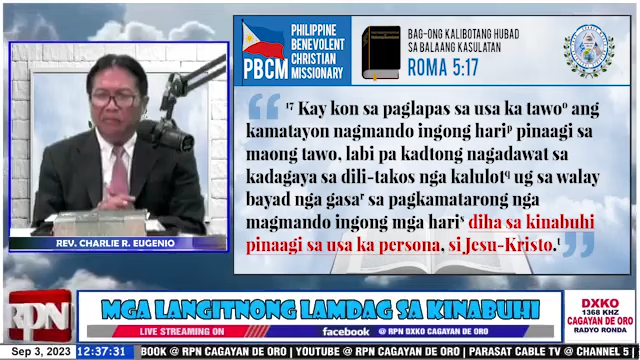 PHILIPPINE
BENEVOLENT
CHRISTIAN
MISSIONARY
PBCM
BAG-ONG KALIBOTANG HUBAD
SA BALAANG KASULATAN
ROMA 5:17
“ 17 Kay kon sa paglapas sa usa ka tawoº ang
kamatayon nagmando ingong hariᵖ pinaagi sa
maong tawo, labi pa kadtong nagadawat sa
kadagaya sa dili-takos nga kalulot𐞥 ug sa walay
bayad nga gasaʳ sa pagkamatarong nga
magmando ingong mga hariˢ diha sa kinabuhi
pinaagi sa usa ka persona, si Jesu-Kristo.ᵗ ”
REV. CHARLIE R. EUGENIO
RPN
MGA LANGITNONG LAMDAG SA KINABUHI
LIVE STREAMING ON facebook @ RPN DXKO CAGAYAN DE ORO
DXKO
1368 KHZ
CAGAYAN DE ORO
RADYO RONDA
Sep 3, 2023 12:37:31 BOOK @ RPN CAGAYAN DE ORO | YOUTUBE @ RPN CAGAYAN DE ORO | PARASAT CABLE TV @ CHANNEL 5 |